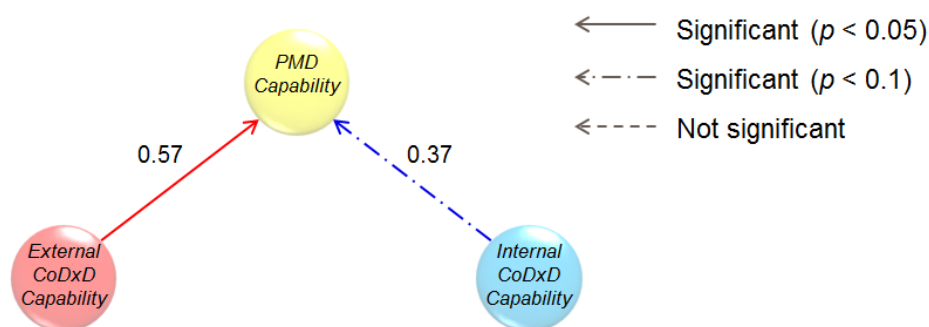 PMD
Capability
0.57
0.37
External
CoDxD
Capability
Internal
CoDxD
Capability
Significant (p < 0.05)
Significant (p < 0.1)
Not significant